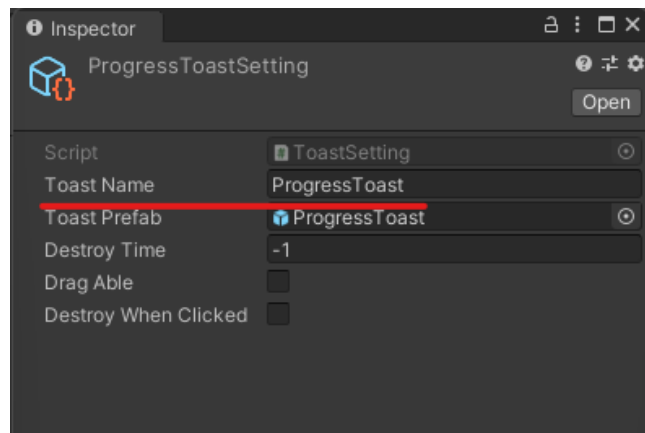 Inspector
ProgressToastSetting
Open
Script ToastSetting
Toast Name ProgressToast
Toast Prefab ProgressToast
Destroy Time -1
Drag Able
Destroy When Clicked